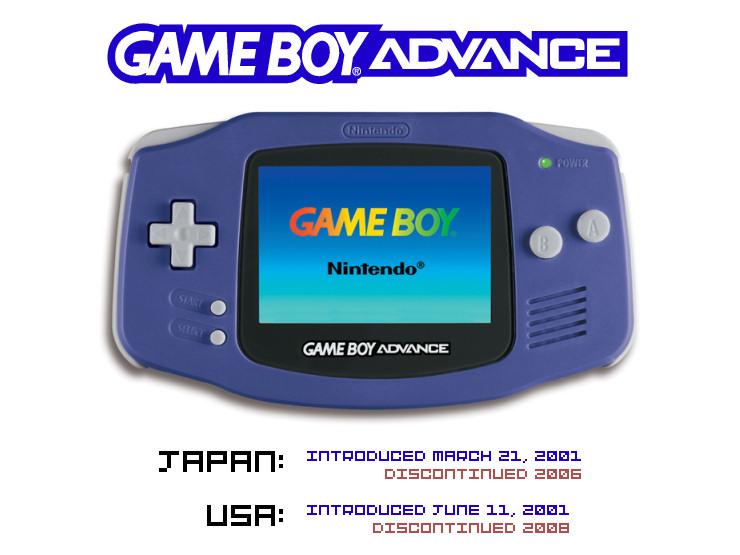 GAME BOY® ADVANCE
Nintendo
POWER
GAME BOY®
A
B
Nintendo®
START
SELECT
GAME BOY ADVANCE
JAPAN: INTRODUCED MARCH 21, 2001
DISCONTINUED 2006
USA: INTRODUCED JUNE 11, 2001
DISCONTINUED 2008